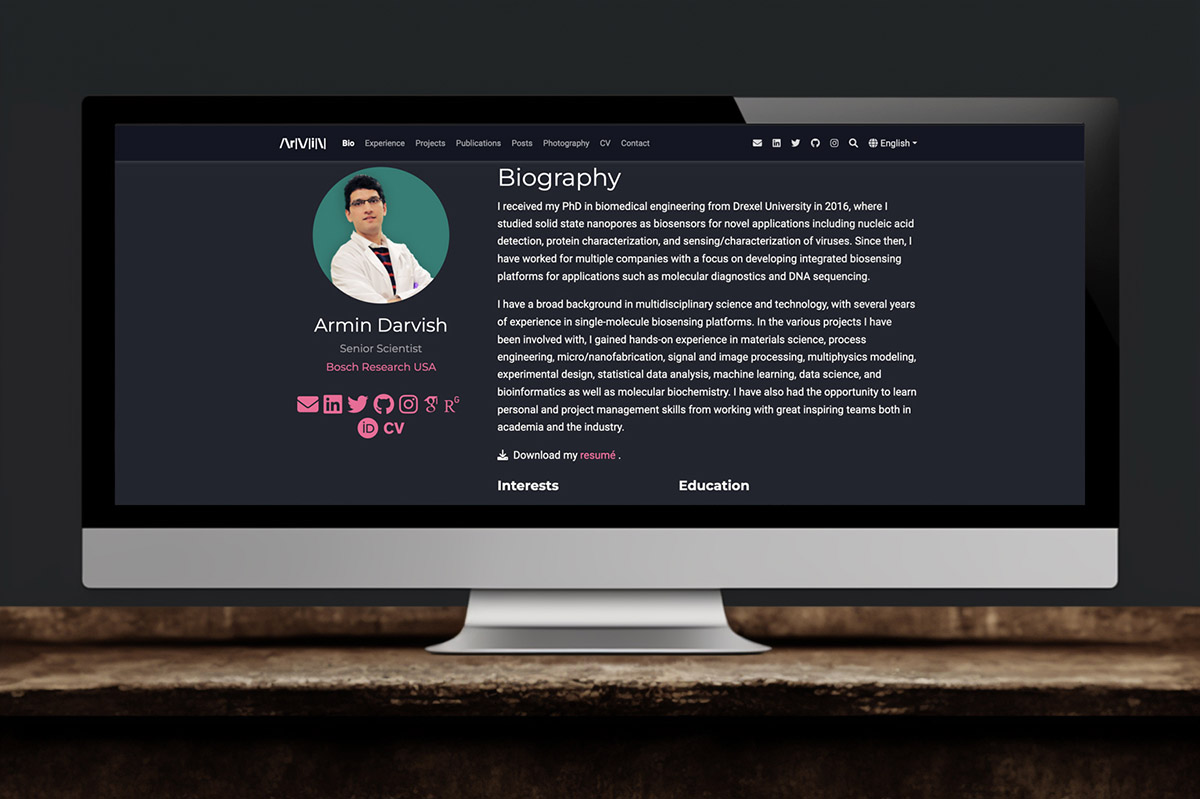 ArMIN
Bio Experience Projects Publications Posts Photography CV Contact
English
Biography
I received my PhD in biomedical engineering from Drexel University in 2016, where I
studied solid state nanopores as biosensors for novel applications including nucleic acid
detection, protein characterization, and sensing/characterization of viruses. Since then, I
have worked for multiple companies with a focus on developing integrated biosensing
platforms for applications such as molecular diagnostics and DNA sequencing.
I have a broad background in multidisciplinary science and technology, with several years
of experience in single-molecule biosensing platforms. In the various projects I have
been involved with, I gained hands-on experience in materials science, process
engineering, micro/nanofabrication, signal and image processing, multiphysics modeling,
experimental design, statistical data analysis, machine learning, data science, and
bioinformatics as well as molecular biochemistry. I have also had the opportunity to learn
personal and project management skills from working with great inspiring teams both in
academia and the industry.
Download my resumé .
Interests Education
Armin Darvish
Senior Scientist
Bosch Research USA
in g RG
iD CV